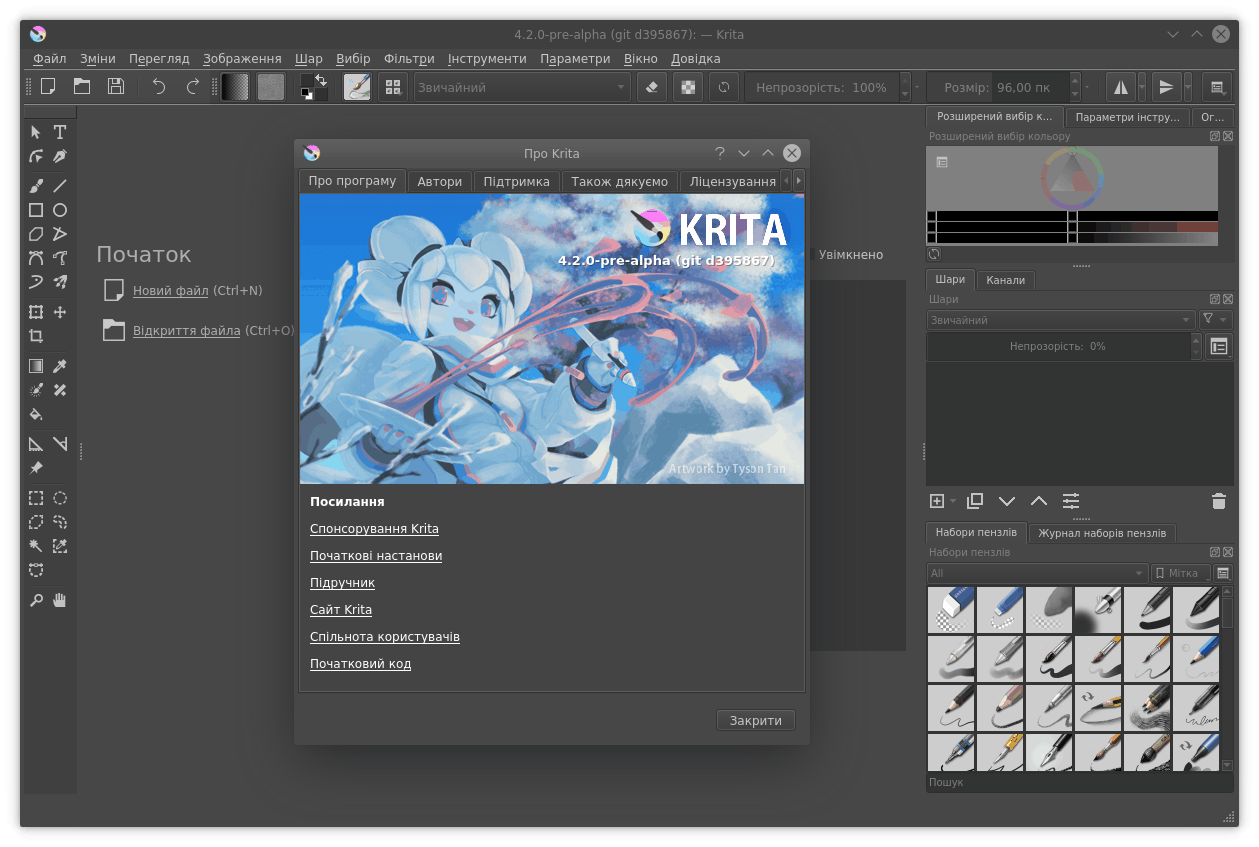 4.2.0-pre-alpha (git d395867): — Krita
Файл Зміни Перегляд Зображення Шар Вибір Фільтри Інструменти Параметри Вікно Довідка
Звичайний Непрозорість: 100% Розмір: 96,00 пк
Розширений вибір к... Параметри інстру... Ог...
Розширений вибір кольору
Про Krita
Про програму Автори Підтримка Також дякуємо Ліцензування
KRITA
4.2.0-pre-alpha (git d395867)
Artwork by Tyson Tan
Початок
Новий файл (Ctrl+N)
Відкриття файла (Ctrl+O)
Увімкнено
Посилання
Спонсорування Krita
Початкові настанови
Підручник
Сайт Krita
Спільнота користувачів
Початковий код
Закрити
Шари Канали
Шари
Звичайний
Непрозорість: 0%
Набори пензлів Журнал наборів пензлів
Набори пензлів
All Мітка
Пошук